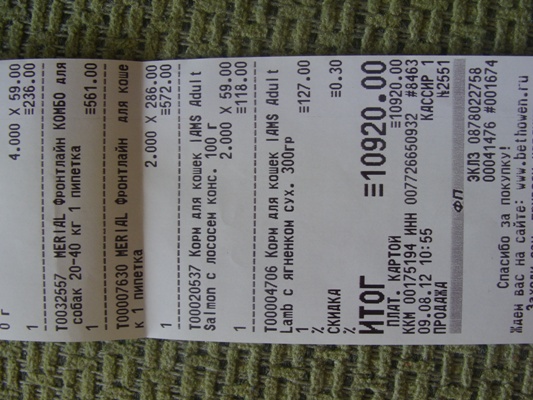 0 г
4.000 X 59.00
1 ≡236.00
T0032557 MERIAL Фронтлайн КОМБО для
собак 20-40 кг 1 пипетка
1 ≡561.00
T00007630 MERIAL Фронтлайн для коше
к 1 пипетка
2.000 X 286.00
1 ≡572.00
T00020537 Корм для кошек IAMS Adult
Salmon с лососем конс. 100 г
2.000 X 59.00
1 ≡118.00
T00004706 Корм для кошек IAMS Adult
Lamb с ягненком сух. 300гр
1 ≡127.00
%
% СКИДКА ≡0.30
ИТОГ ≡10920.00
ПЛАТ. КАРТОЙ ≡10920.00
ККМ 00175194 ИНН 007726650932 #8463
09.08.12 10:55 КАССИР 1
ПРОДАЖА №2551
ФП
ЭКЛЗ 0878022758
00041476 #001674
Спасибо за покупку!
Ждем вас на сайте: www.bethowen.ru